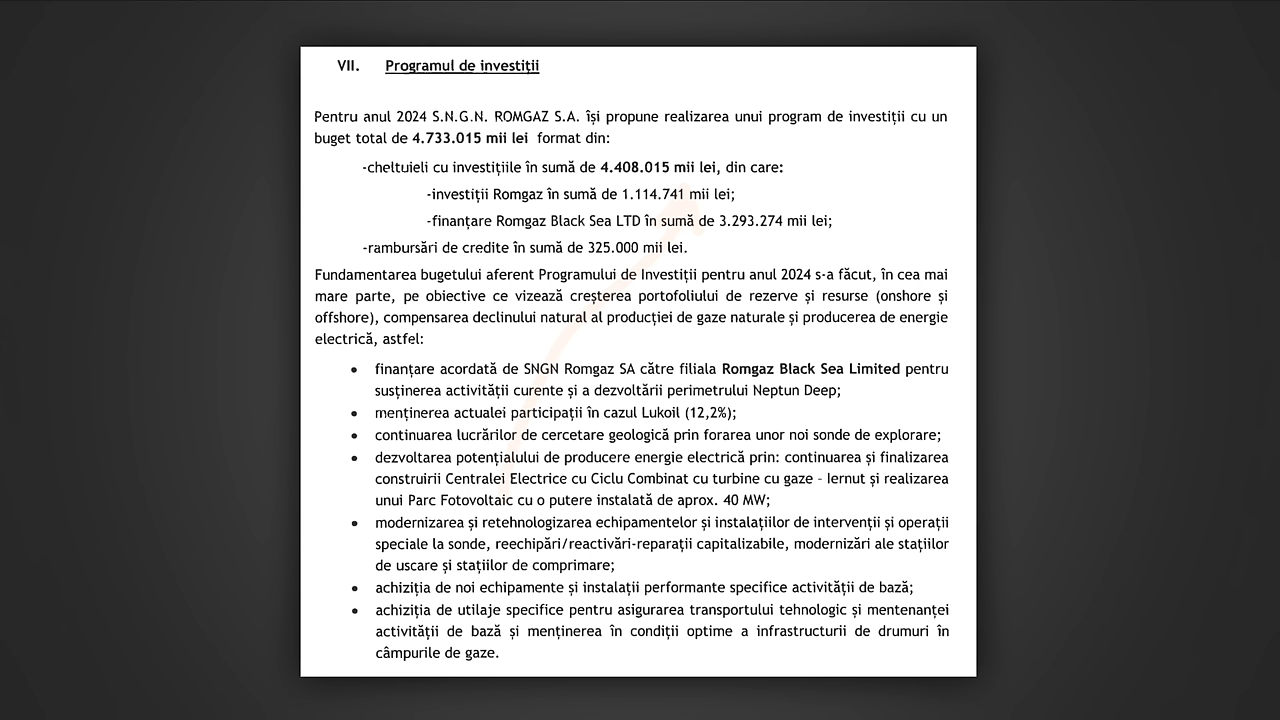 VII. Programul de investiții
Pentru anul 2024 S.N.G.N. ROMGAZ S.A. își propune realizarea unui program de investiții cu un
buget total de 4.733.015 mii lei format din:
-cheltuieli cu investițiile în sumă de 4.408.015 mii lei, din care:
-investiții Romgaz în sumă de 1.114.741 mii lei;
-finanțare Romgaz Black Sea LTD în sumă de 3.293.274 mii lei;
-rambursări de credite în sumă de 325.000 mii lei.
Fundamentarea bugetului aferent Programului de Investiții pentru anul 2024 s-a făcut, în cea mai
mare parte, pe obiective ce vizează creșterea portofoliului de rezerve și resurse (onshore și
offshore), compensarea declinului natural al producției de gaze naturale și producerea de energie
electrică, astfel:
• finanțare acordată de SNGN Romgaz SA către filiala Romgaz Black Sea Limited pentru
susținerea activității curente și a dezvoltării perimetrului Neptun Deep;
• menținerea actualei participații în cazul Lukoil (12,2%);
• continuarea lucrărilor de cercetare geologică prin forarea unor noi sonde de explorare;
• dezvoltarea potențialului de producere energie electrică prin: continuarea și finalizarea
construirii Centralei Electrice cu Ciclu Combinat cu turbine cu gaze – Iernut și realizarea
unui Parc Fotovoltaic cu o putere instalată de aprox. 40 MW;
• modernizarea și retehnologizarea echipamentelor și instalațiilor de intervenții și operații
speciale la sonde, reechipări/reactivări-reparații capitalizabile, modernizări ale stațiilor
de uscare și stațiilor de comprimare;
• achiziția de noi echipamente și instalații performante specifice activității de bază;
• achiziția de utilaje specifice pentru asigurarea transportului tehnologic și mentenanței
activității de bază și menținerea în condiții optime a infrastructurii de drumuri în
câmpurile de gaze.